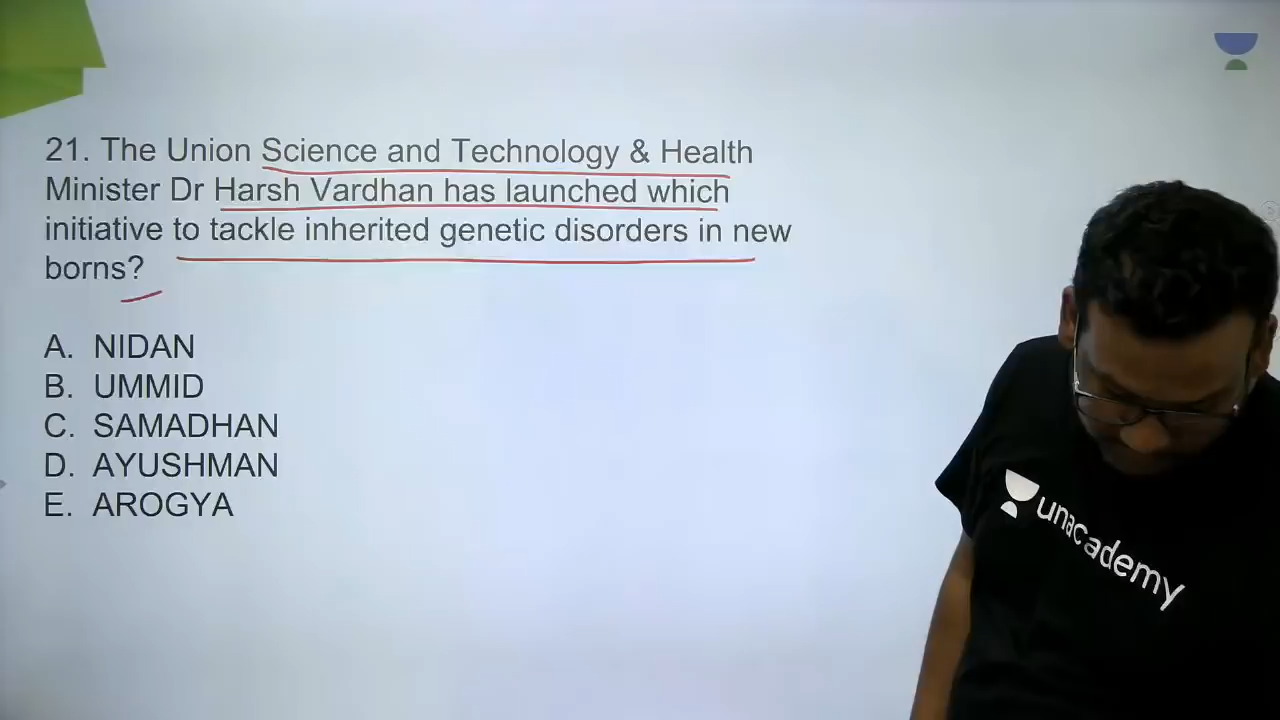 21. The Union Science and Technology & Health
Minister Dr Harsh Vardhan has launched which
initiative to tackle inherited genetic disorders in new
borns?
A. NIDAN
B. UMMID
C. SAMADHAN
D. AYUSHMAN
E. AROGYA
unacademy